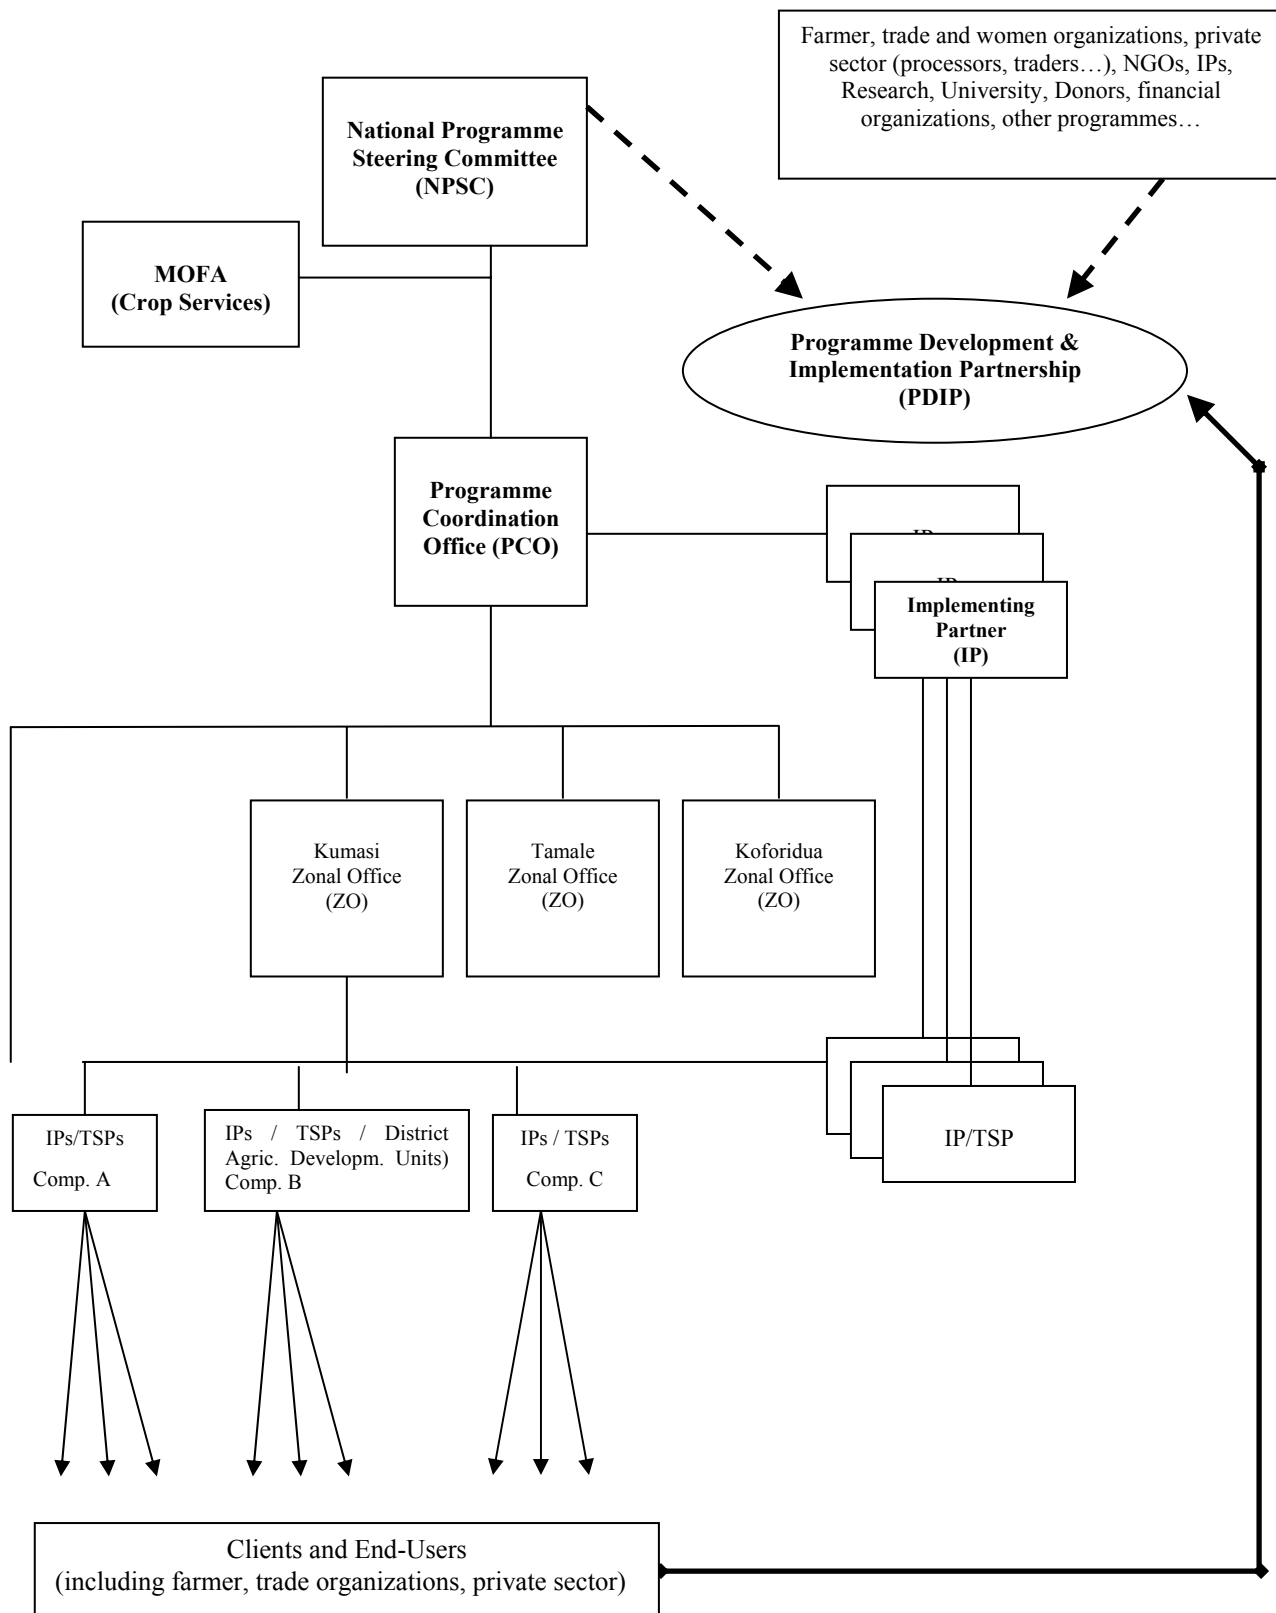 Farmer, trade and women organizations, private
sector (processors, traders…), NGOs, IPs,
Research, University, Donors, financial
organizations, other programmes…
National Programme
Steering Committee
(NPSC)
MOFA
(Crop Services)
Programme Development &
Implementation Partnership
(PDIP)
Programme
Coordination
Office (PCO)
IP
IP
Implementing
Partner
(IP)
Kumasi
Zonal Office
(ZO)
Tamale
Zonal Office
(ZO)
Koforidua
Zonal Office
(ZO)
IPs/TSPs
Comp. A
IPs / TSPs / District
Agric. Developm. Units)
Comp. B
IPs / TSPs
Comp. C
IP/TSP
Clients and End-Users
(including farmer, trade organizations, private sector)